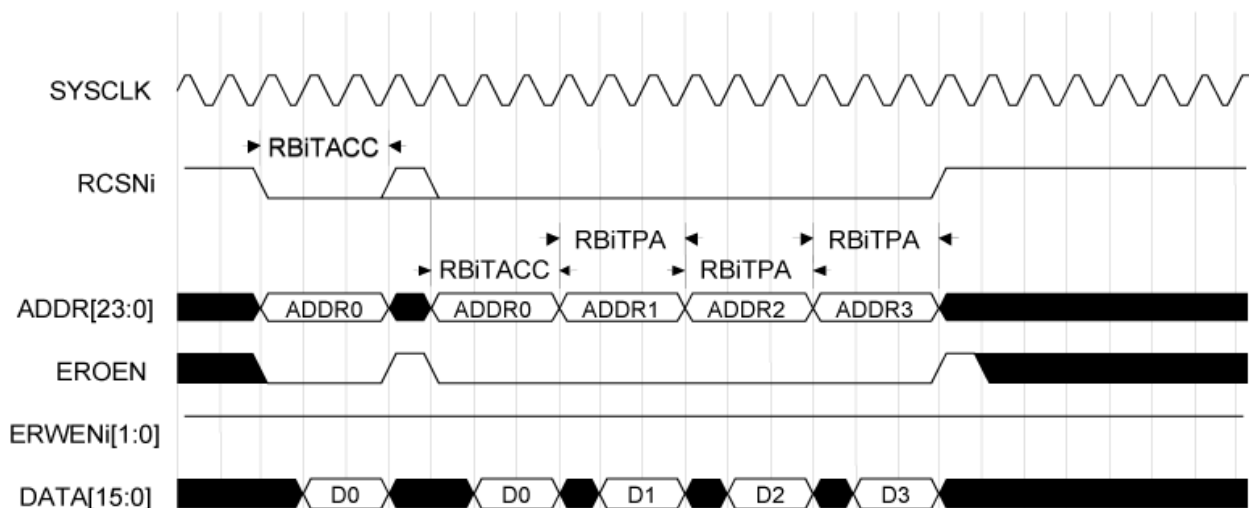 SYSCLK
RBiTACC
RCSNi
RBiTPA RBiTPA
RBiTACC RBiTPA
ADDR[23:0] ADDR0 ADDR0 ADDR1 ADDR2 ADDR3
EROEN
ERWENi[1:0]
DATA[15:0] D0 D0 D1 D2 D3